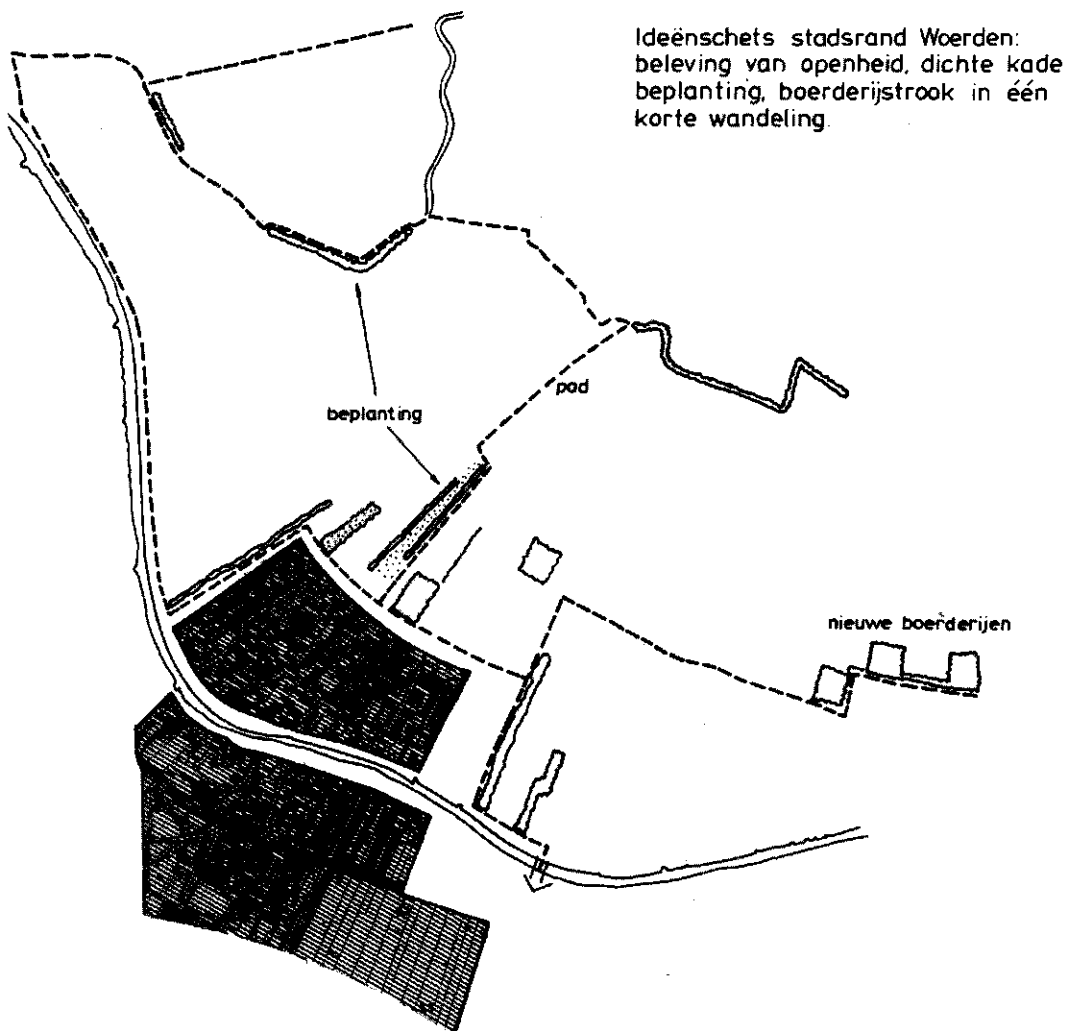 Ideënschets stadsrand Woerden:
beleving van openheid, dichte kade
beplanting, boerderijstrook in één
korte wandeling.
pad
beplanting
nieuwe boerderijen